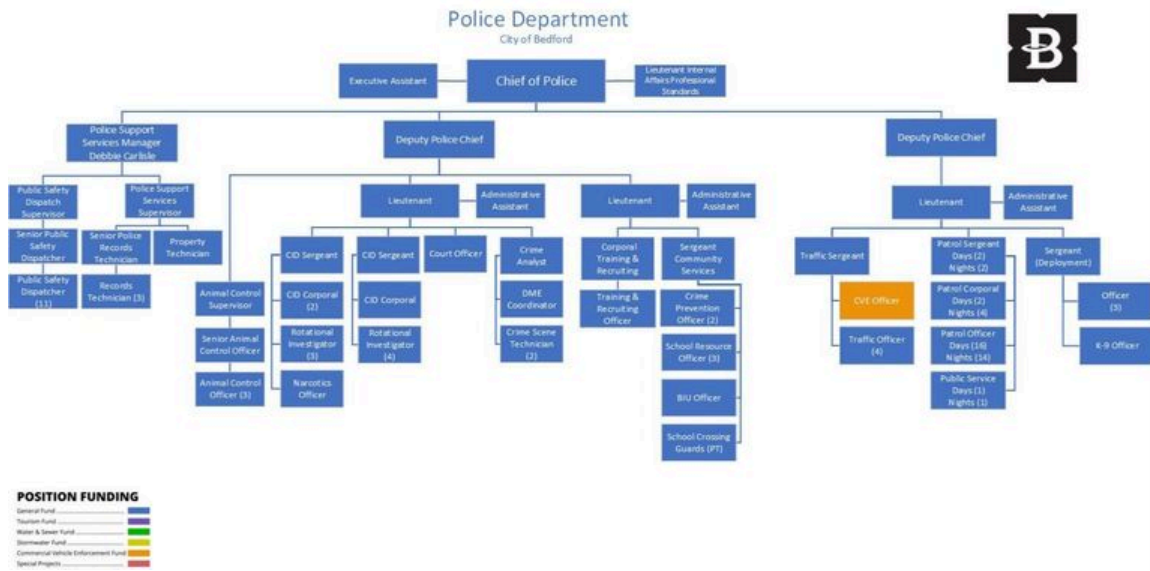 Police Department
City of Bedford
B
Executive Assistant
Chief of Police
Lieutenant Internal
Affairs Professional
Standards
Police Support
Services Manager
Debbie Carlisle
Deputy Police Chief
Deputy Police Chief
Public Safety
Dispatch
Supervisor
Police Support
Services
Supervisor
Lieutenant
Administrative
Assistant
Lieutenant
Administrative
Assistant
Lieutenant
Administrative
Assistant
Senior Public
Safety
Dispatcher
Senior Police
Records
Technician
Property
Technician
Public Safety
Dispatcher
(11)
Records
Technician (3)
Animal Control
Supervisor
Senior Animal
Control Officer
Animal Control
Officer (3)
CID Sergeant
CID Corporal
(2)
Rotational
Investigator
(3)
Narcotics
Officer
CID Sergeant
CID Corporal
Rotational
Investigator
(4)
Court Officer
Crime
Analyst
DME
Coordinator
Crime Scene
Technician
(2)
Corporal
Training &
Recruiting
Training &
Recruiting
Officer
Sergeant
Community
Services
Crime
Prevention
Officer (2)
School Resource
Officer (3)
BIU Officer
School Crossing
Guards (PT)
Traffic Sergeant
CVE Officer
Traffic Officer
(4)
Patrol Sergeant
Days (2)
Nights (2)
Patrol Corporal
Days (2)
Nights (4)
Patrol Officer
Days (16)
Nights (14)
Public Service
Days (1)
Nights (1)
Sergeant
(Deployment)
Officer
(3)
K-9 Officer
POSITION FUNDING
General Fund
Tourism Fund
Water & Sewer Fund
Stormwater Fund
Commercial Vehicle Enforcement Fund
Special Projects